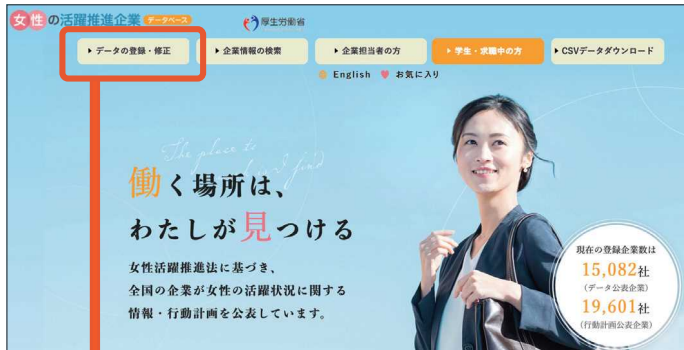 女性の活躍推進企業 データベース
厚生労働省
データの登録・修正
企業情報の検索
企業担当者の方
学生・求職中の方
CSVデータダウンロード
English お気に入り
The place to
find
働く場所は、
わたしが見つける
女性活躍推進法に基づき、
全国の企業が女性の活躍状況に関する
情報・行動計画を公表しています。
現在の登録企業数は
15,082社
(データ公表企業)
19,601社
(行動計画公表企業)